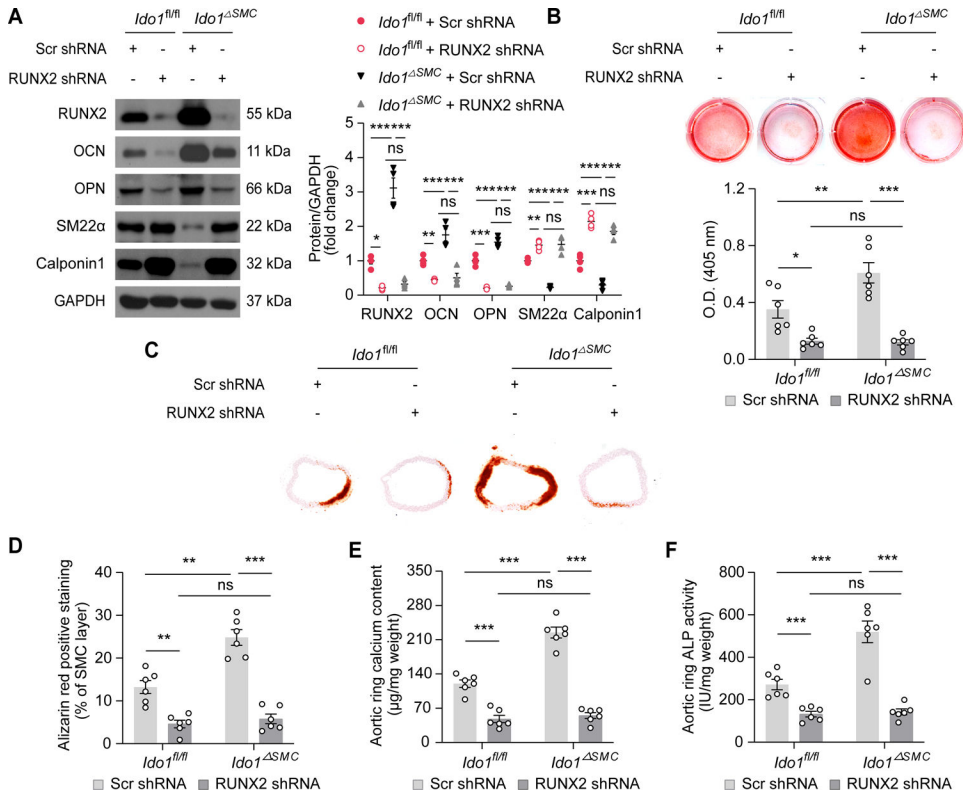 A
Ido1fl/fl Ido1ΔSMC
Scr shRNA + - + -
RUNX2 shRNA - + - +
RUNX2 55 kDa
OCN 11 kDa
OPN 66 kDa
SM22α 22 kDa
Calponin1 32 kDa
GAPDH 37 kDa
Ido1fl/fl + Scr shRNA
Ido1fl/fl + RUNX2 shRNA
Ido1ΔSMC + Scr shRNA
Ido1ΔSMC + RUNX2 shRNA
Protein/GAPDH
(fold change)
5
4
3
2
1
0
******
ns
*
******
ns
**
******
ns
***
******
ns
**
******
ns
***
RUNX2 OCN OPN SM22α Calponin1
B
Ido1fl/fl Ido1ΔSMC
Scr shRNA + - + -
RUNX2 shRNA - + - +
O.D. (405 nm)
1.2
0.8
0.4
0.0
** ***
ns
*
Ido1fl/fl Ido1ΔSMC
Scr shRNA RUNX2 shRNA
C
Ido1fl/fl Ido1ΔSMC
Scr shRNA + - + -
RUNX2 shRNA - + - +
D
Alizarin red positive staining
(% of SMC layer)
40
30
20
10
0
** ***
ns
**
Ido1fl/fl Ido1ΔSMC
Scr shRNA RUNX2 shRNA
E
Aortic ring calcium content
(µg/mg weight)
350
280
210
140
70
0
*** ***
ns
***
Ido1fl/fl Ido1ΔSMC
Scr shRNA RUNX2 shRNA
F
Aortic ring ALP activity
(IU/mg weight)
800
600
400
200
0
*** ***
ns
***
Ido1fl/fl Ido1ΔSMC
Scr shRNA RUNX2 shRNA